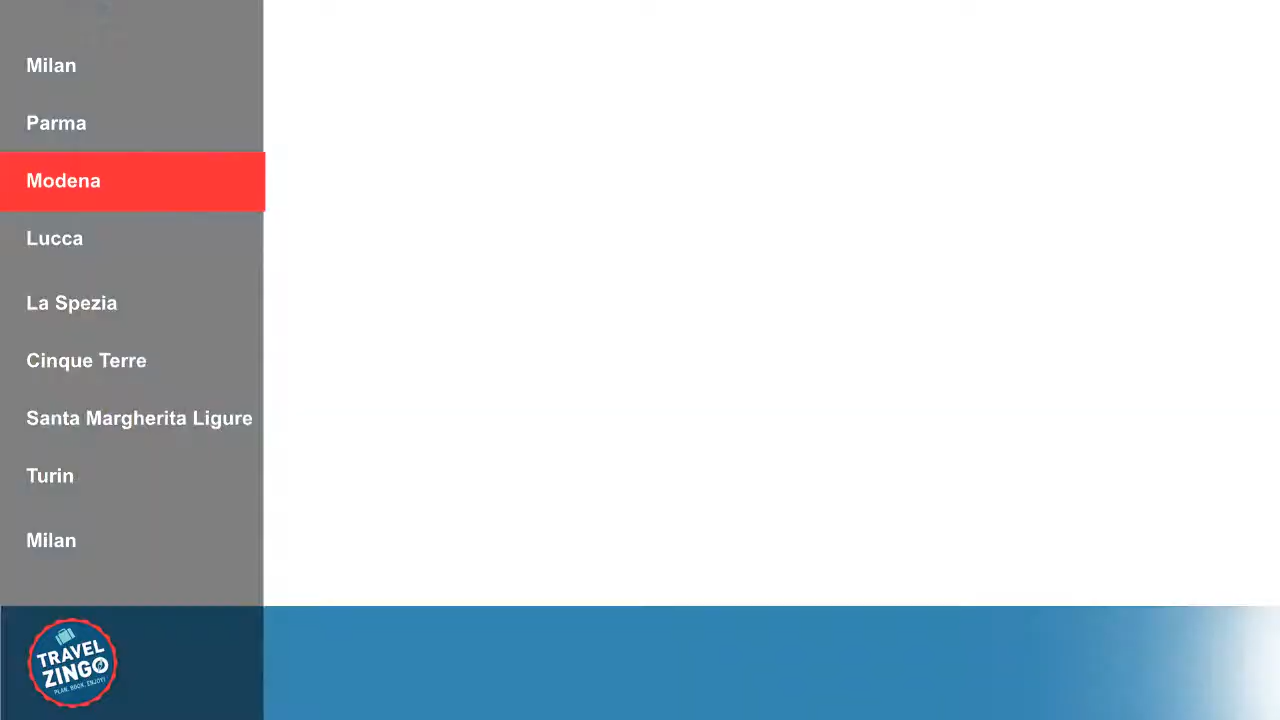 Milan
Parma
Modena
Lucca
La Spezia
Cinque Terre
Santa Margherita Ligure
Turin
Milan
TRAVEL
ZINGO
PLAN. BOOK. ENJOY!